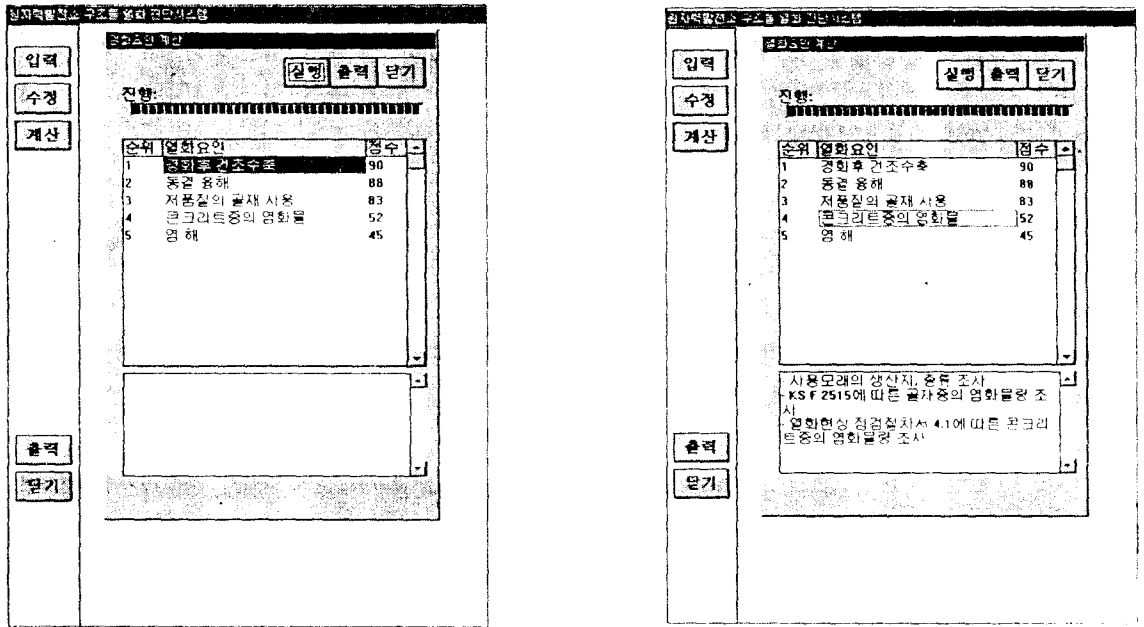 원자력발전소 구조물 열화 진단시스템
입력
수정
계산
출력
닫기
열화요인 계산
실행 출력 닫기
진행:
순위 열화요인 점수
1 경화후 건조수축 90
2 동결 융해 88
3 저품질의 골재 사용 83
4 콘크리트중의 염화물 52
5 염 해 45
원자력발전소 구조물 열화 진단시스템
입력
수정
계산
출력
닫기
열화요인 계산
실행 출력 닫기
진행:
순위 열화요인 점수
1 경화후 건조수축 90
2 동결 융해 88
3 저품질의 골재 사용 83
4 콘크리트중의 염화물 52
5 염 해 45
- 사용모래의 생산지, 종류 조사
- KS F 2515에 따른 골재중의 염화물량 조
사
- 열화현상 점검절차서 4.1에 따른 콘크리
트중의 염화물량 조사